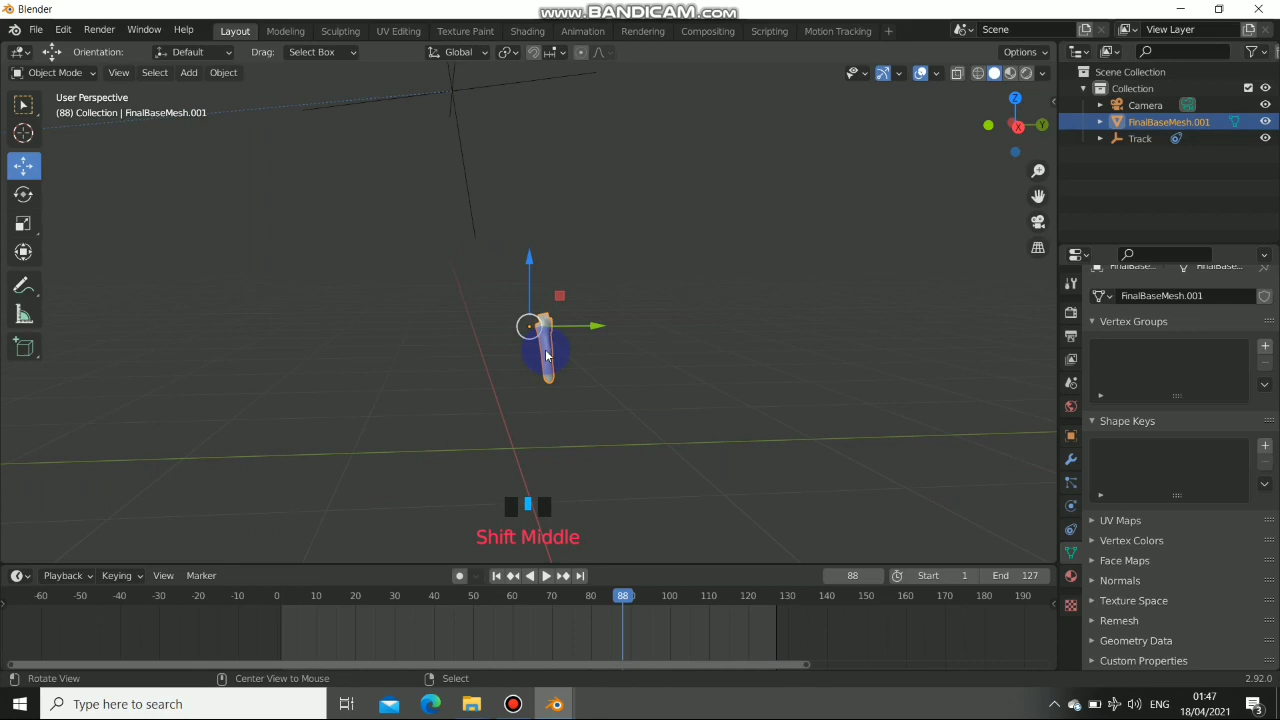 Blender
www.BANDICAM.com
File Edit Render Window Help
Layout Modeling Sculpting UV Editing Texture Paint Shading Animation Rendering Compositing Scripting Motion Tracking +
Scene
View Layer
Orientation: Default Drag: Select Box Global Options
Object Mode View Select Add Object
User Perspective
(88) Collection | FinalBaseMesh.001
Z
Y
X
Scene Collection
Collection
Camera
FinalBaseMesh.001
Track
FinalBase...
FinalBaseMesh...
FinalBaseMesh.001
Vertex Groups
Shape Keys
UV Maps
Vertex Colors
Face Maps
Normals
Texture Space
Remesh
Geometry Data
Custom Properties
Shift Middle
Playback Keying View Marker 88 Start 1 End 127
-60 -50 -40 -30 -20 -10 0 10 20 30 40 50 60 70 80 88 100 110 120 130 140 150 160 170 180 190
Rotate View Center View to Mouse Select 2.92.0
Type here to search
ENG
01:47
18/04/2021
3